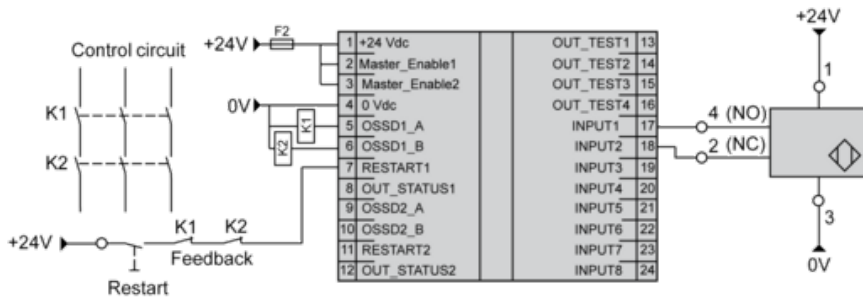 Control circuit
K1
K2
+24V
Restart
K1
K2
Feedback
+24V
F2
0V
K1
K2
1 +24 Vdc
2 Master_Enable1
3 Master_Enable2
4 0 Vdc
5 OSSD1_A
6 OSSD1_B
7 RESTART1
8 OUT_STATUS1
9 OSSD2_A
10 OSSD2_B
11 RESTART2
12 OUT_STATUS2
OUT_TEST1 13
OUT_TEST2 14
OUT_TEST3 15
OUT_TEST4 16
INPUT1 17
INPUT2 18
INPUT3 19
INPUT4 20
INPUT5 21
INPUT6 22
INPUT7 23
INPUT8 24
+24V
1
4 (NO)
2 (NC)
3
0V